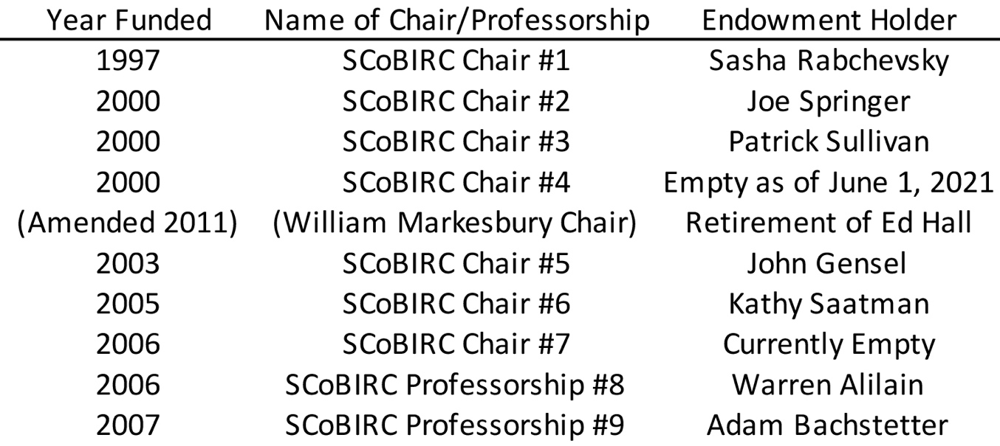 Year Funded Name of Chair/Professorship Endowment Holder
1997 SCoBIRC Chair #1 Sasha Rabchevsky
2000 SCoBIRC Chair #2 Joe Springer
2000 SCoBIRC Chair #3 Patrick Sullivan
2000 SCoBIRC Chair #4 Empty as of June 1, 2021
(Amended 2011) (William Markesbury Chair) Retirement of Ed Hall
2003 SCoBIRC Chair #5 John Gensel
2005 SCoBIRC Chair #6 Kathy Saatman
2006 SCoBIRC Chair #7 Currently Empty
2006 SCoBIRC Professorship #8 Warren Alilain
2007 SCoBIRC Professorship #9 Adam Bachstetter